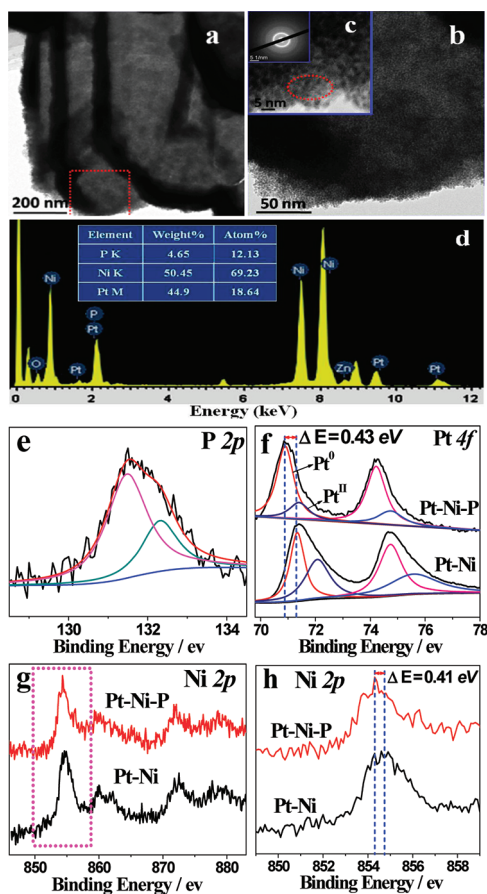 a
200 nm
c
5 1/nm
5 nm
b
50 nm
d
Element Weight% Atom%
P K 4.65 12.13
Ni K 50.45 69.23
Pt M 44.9 18.64
Ni
O
Pt
P
Pt
Ni
Ni
Zn
Pt
Pt
0 2 4 6 8 10 12
Energy (keV)
e
P 2p
130 132 134
Binding Energy / ev
f
Δ E=0.43 eV
Pt 4f
Pt0
PtII
Pt-Ni-P
Pt-Ni
70 72 74 76 78
Binding Energy / ev
g
Ni 2p
Pt-Ni-P
Pt-Ni
850 860 870 880
Binding Energy / ev
h
Ni 2p
Δ E=0.41 eV
Pt-Ni-P
Pt-Ni
850 852 854 856 858
Binding Energy / ev